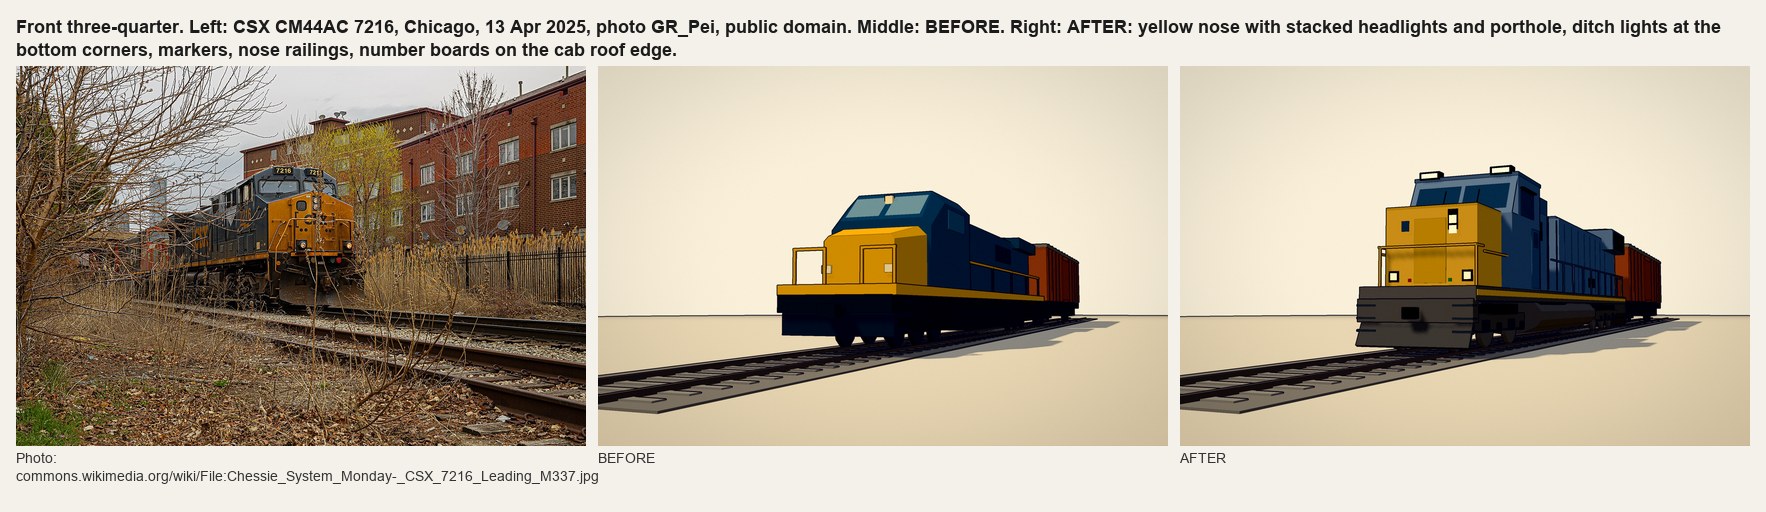 Front three-quarter. Left: CSX CM44AC 7216, Chicago, 13 Apr 2025, photo GR_Pei, public domain. Middle: BEFORE. Right: AFTER: yellow nose with stacked headlights and porthole, ditch lights at the
bottom corners, markers, nose railings, number boards on the cab roof edge.
7216
Photo:
commons.wikimedia.org/wiki/File:Chessie_System_Monday-_CSX_7216_Leading_M337.jpg
BEFORE
AFTER